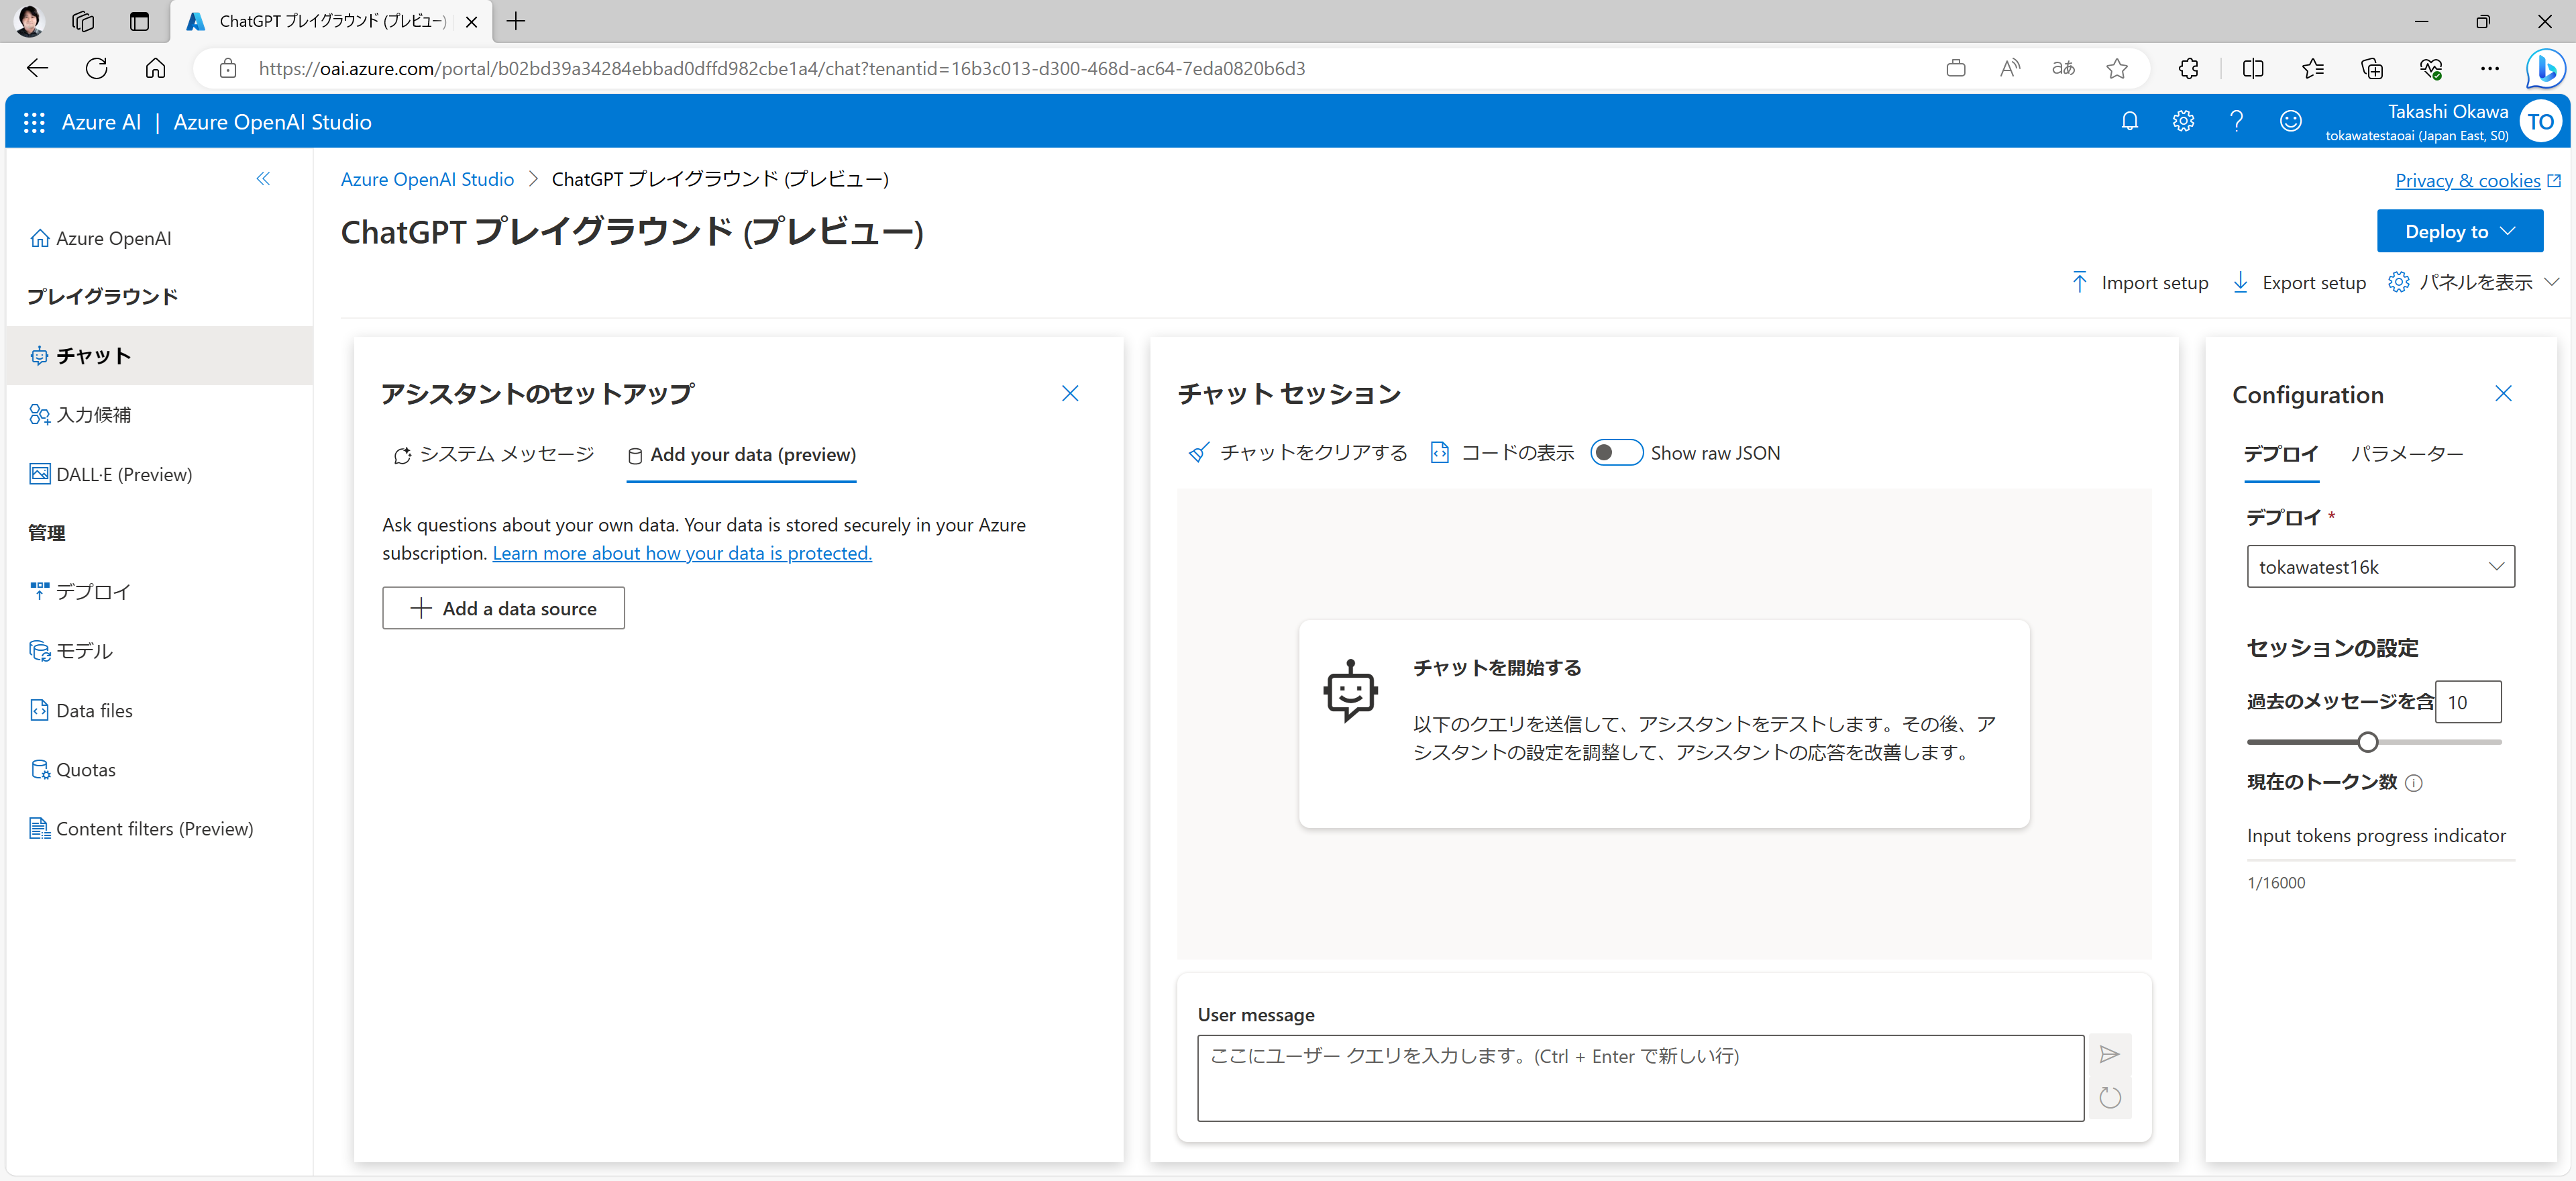 ChatGPT プレイグラウンド (プレビュー)
https://oai.azure.com/portal/b02bd39a34284ebbad0dffd982cbe1a4/chat?tenantid=16b3c013-d300-468d-ac64-7eda0820b6d3
Azure AI | Azure OpenAI Studio
Takashi Okawa
tokawatestaoai (Japan East, S0)
TO
Azure OpenAI
プレイグラウンド
チャット
入力候補
DALL·E (Preview)
管理
デプロイ
モデル
Data files
Quotas
Content filters (Preview)
Azure OpenAI Studio > ChatGPT プレイグラウンド (プレビュー)
Privacy & cookies
ChatGPT プレイグラウンド (プレビュー)
Deploy to
Import setup
Export setup
パネルを表示
アシスタントのセットアップ
システム メッセージ
Add your data (preview)
Ask questions about your own data. Your data is stored securely in your Azure
subscription. Learn more about how your data is protected.
Add a data source
チャット セッション
チャットをクリアする
コードの表示
Show raw JSON
チャットを開始する
以下のクエリを送信して、アシスタントをテストします。その後、ア
シスタントの設定を調整して、アシスタントの応答を改善します。
User message
ここにユーザー クエリを入力します。(Ctrl + Enter で新しい行)
Configuration
デプロイ
パラメーター
デプロイ *
tokawatest16k
セッションの設定
過去のメッセージを含
10
現在のトークン数
Input tokens progress indicator
1/16000